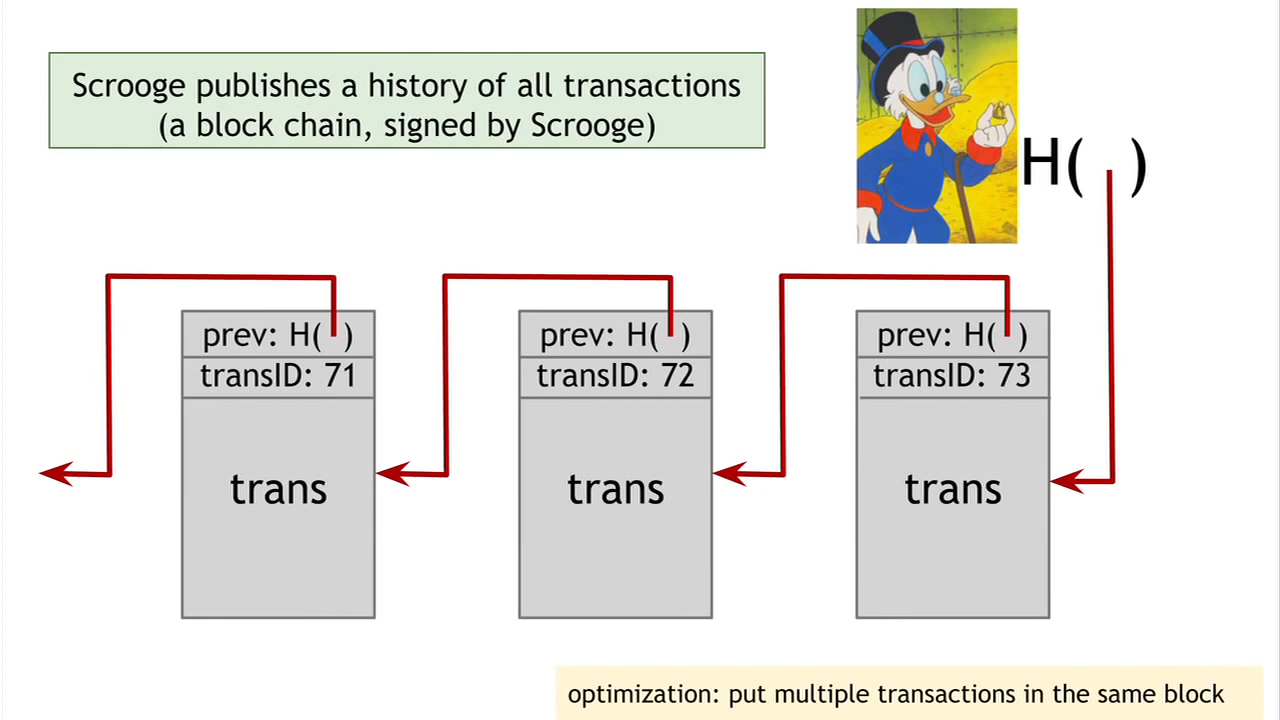 Scrooge publishes a history of all transactions
(a block chain, signed by Scrooge)
H( )
prev: H( )
transID: 71
trans
prev: H( )
transID: 72
trans
prev: H( )
transID: 73
trans
optimization: put multiple transactions in the same block